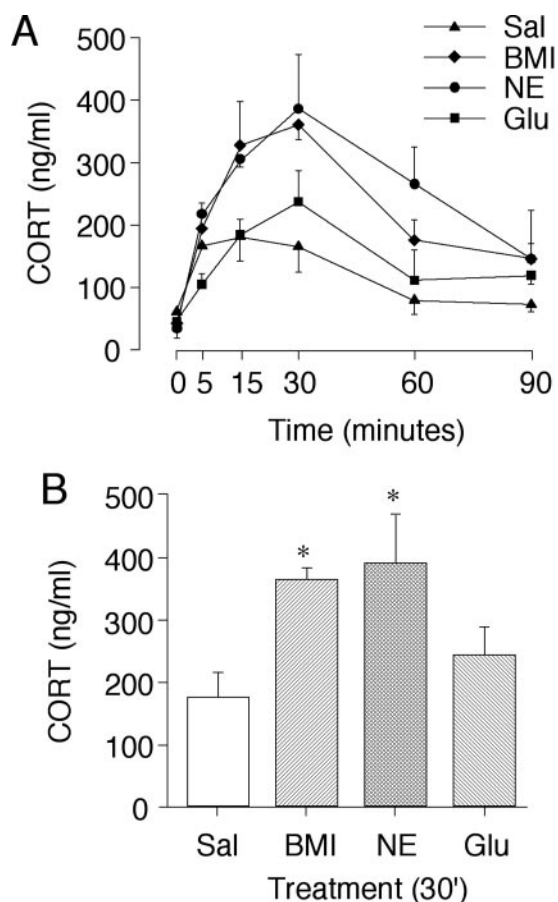 A
Sal
BMI
NE
Glu
500
400
300
200
100
0
CORT (ng/ml)
0 5 15 30 60 90
Time (minutes)
B
500
400
300
200
100
0
CORT (ng/ml)
* *
Sal BMI NE Glu
Treatment (30')